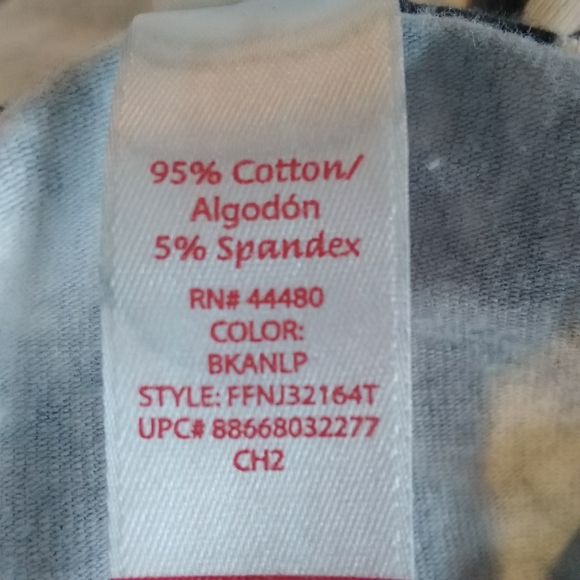 95% Cotton/
Algodón
5% Spandex
RN# 44480
COLOR:
BKANLP
STYLE: FFNJ32164T
UPC# 88668032277
CH2